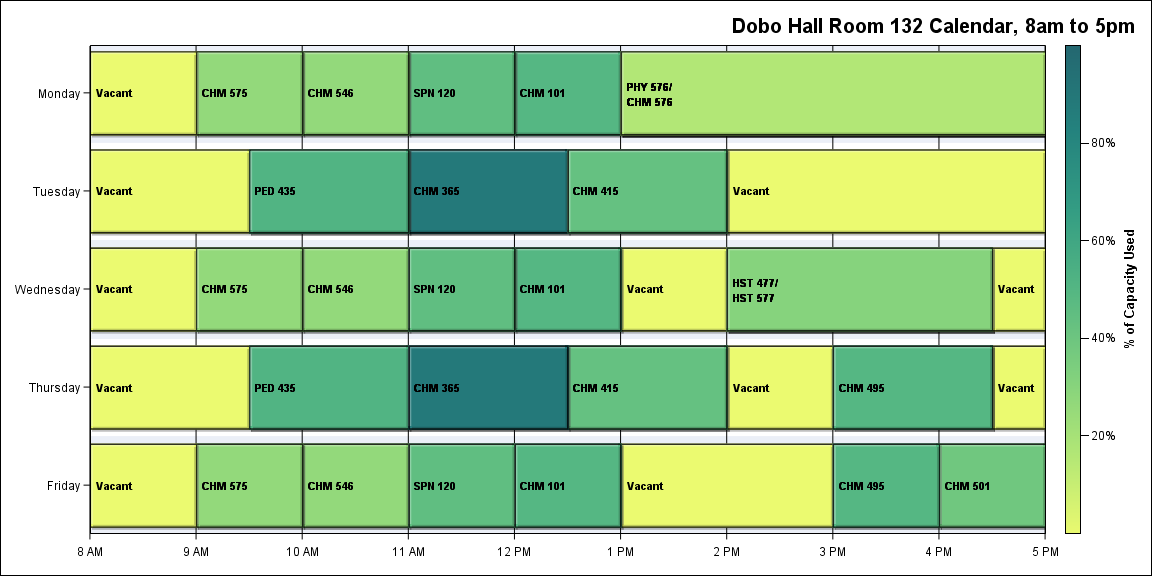 Dobo Hall Room 132 Calendar, 8am to 5pm
Monday
Vacant
CHM 575
CHM 546
SPN 120
CHM 101
PHY 576/
CHM 576
Tuesday
Vacant
PED 435
CHM 365
CHM 415
Vacant
Wednesday
Vacant
CHM 575
CHM 546
SPN 120
CHM 101
Vacant
HST 477/
HST 577
Vacant
Thursday
Vacant
PED 435
CHM 365
CHM 415
Vacant
CHM 495
Vacant
Friday
Vacant
CHM 575
CHM 546
SPN 120
CHM 101
Vacant
CHM 495
CHM 501
8 AM
9 AM
10 AM
11 AM
12 PM
1 PM
2 PM
3 PM
4 PM
5 PM
80%
60%
40%
20%
% of Capacity Used